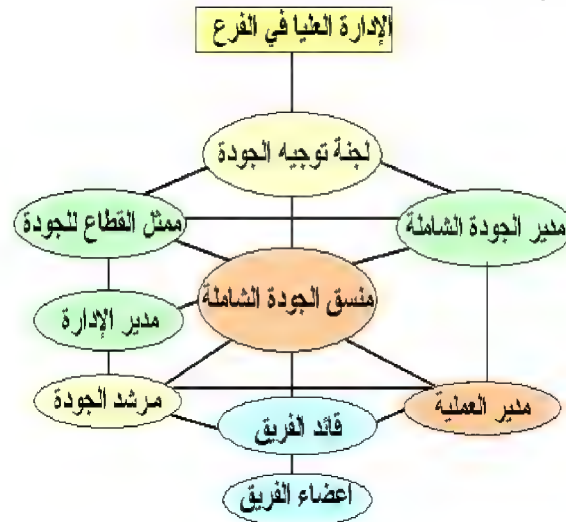 الإدارة العليا في الفرع
لجنة توجيه الجودة
مدير الجودة الشاملة
ممثل القطاع للجودة
منسق الجودة الشاملة
مدير الإدارة
مدير العملية
مرشد الجودة
قائد الفريق
اعضاء الفريق